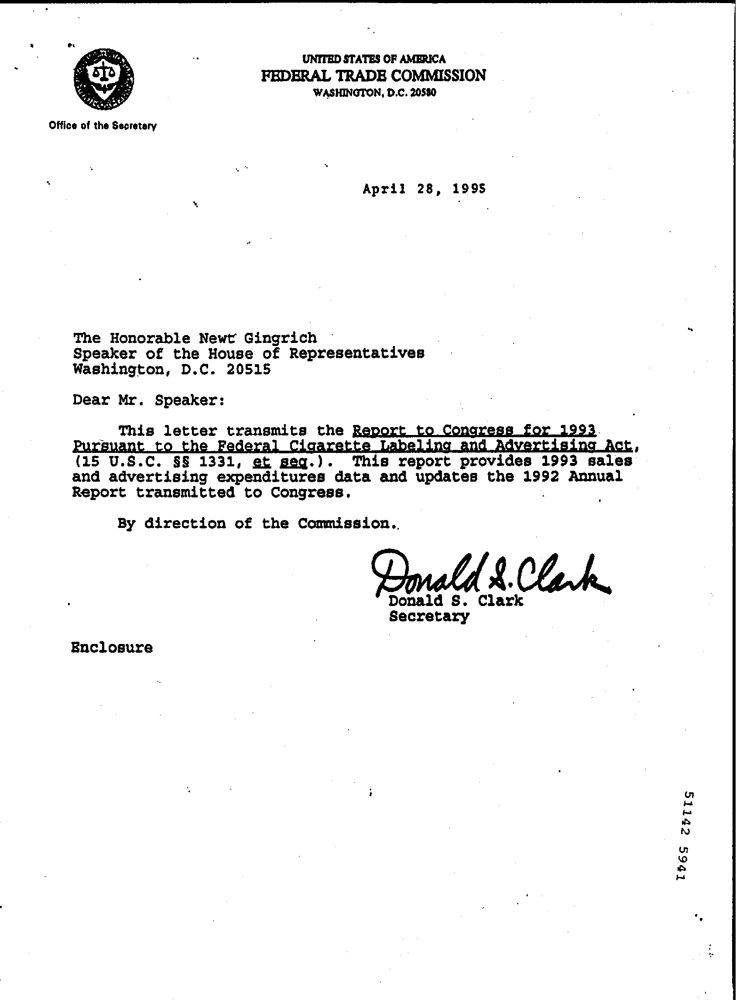 UNITED STATES OF AMERICA
FEDERAL TRADE COMMISSION
WASHINGTON, D.C. 20580
Office of the Secretary
April 28, 1995
The Honorable Newt Gingrich
Speaker of the House of Representatives
Washington, D.C. 20515
Dear Mr. Speaker:
This letter transmits the Report to Congress for 1993
Pursuant to the Federal Cigarette Labeling and Advertising Act,
(15 U.S.C. §§ 1331, et seq.). This report provides 1993 sales
and advertising expenditures data and updates the 1992 Annual
Report transmitted to Congress.
By direction of the Commission.
Donald S. Clark
Donald S. Clark
Secretary
Enclosure
51142 5941